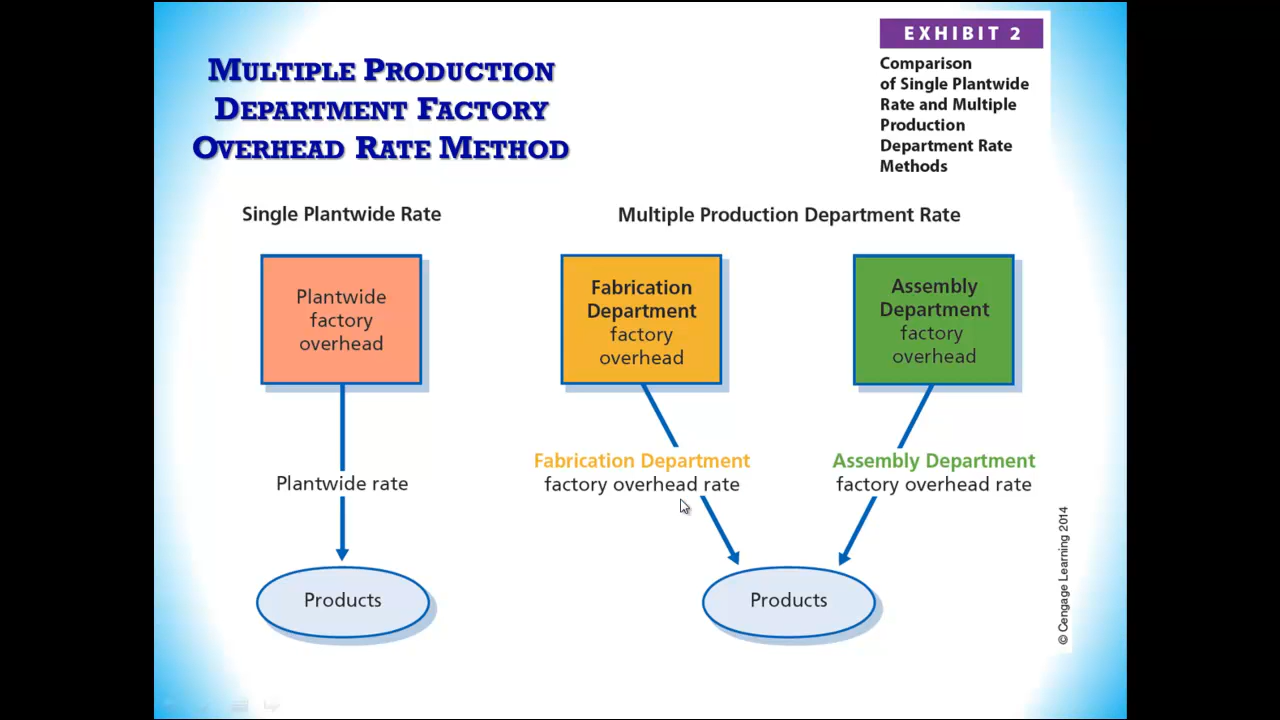 EXHIBIT 2
Comparison
of Single Plantwide
Rate and Multiple
Production
Department Rate
Methods
MULTIPLE PRODUCTION
DEPARTMENT FACTORY
OVERHEAD RATE METHOD
Single Plantwide Rate
Multiple Production Department Rate
Plantwide
factory
overhead
Fabrication
Department
factory
overhead
Assembly
Department
factory
overhead
Plantwide rate
Fabrication Department
factory overhead rate
Assembly Department
factory overhead rate
Products
Products
© Cengage Learning 2014